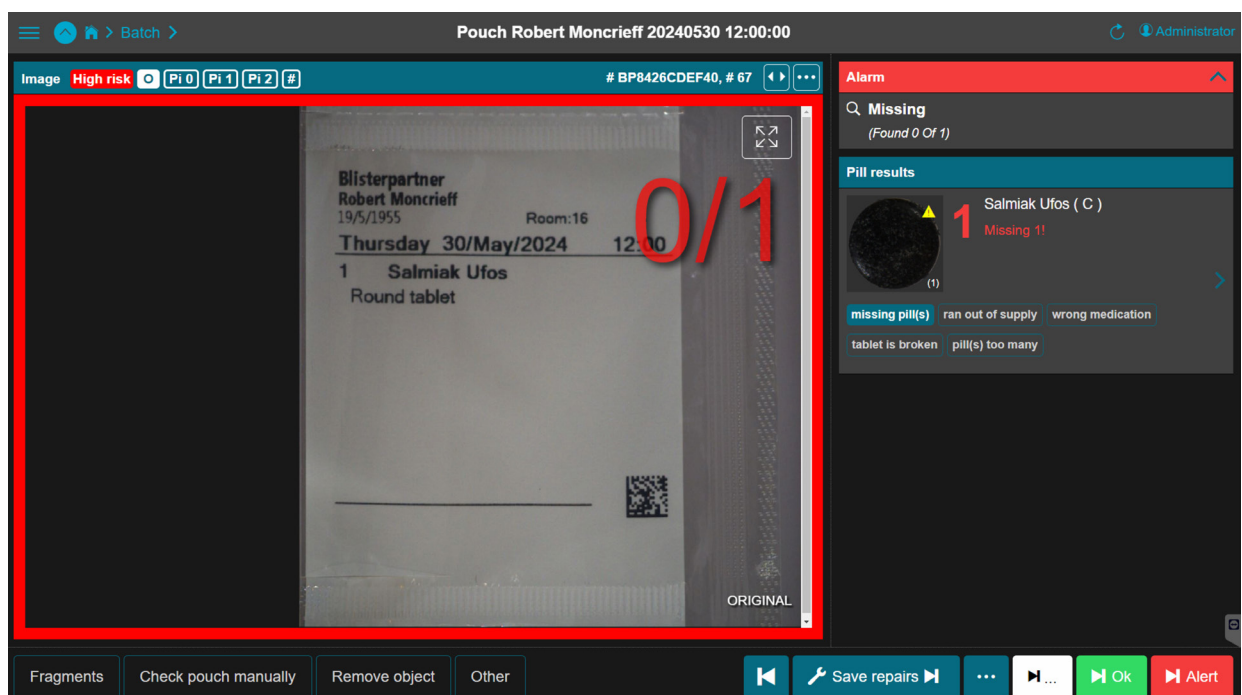 Batch
Pouch Robert Moncrieff 20240530 12:00:00
Administrator
Image High risk O Pi 0 Pi 1 Pi 2 #
# BP8426CDEF40, # 67
Blisterpartner
Robert Moncrieff
19/5/1955 Room:16
Thursday 30/May/2024 12:00
1 Salmiak Ufos
Round tablet
0/1
ORIGINAL
Alarm
Missing
(Found 0 Of 1)
Pill results
1 Salmiak Ufos ( C )
Missing 1!
(1)
missing pill(s) ran out of supply wrong medication
tablet is broken pill(s) too many
Fragments Check pouch manually Remove object Other
Save repairs ... ... Ok Alert